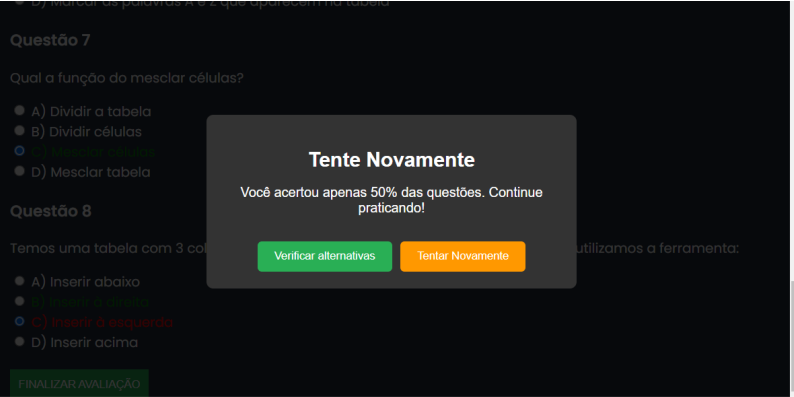 D) Marcar as palavras A e Z que aparecem na tabela
Questão 7
Qual a função do mesclar células?
A) Dividir a tabela
B) Dividir células
C) Mesclar células
D) Mesclar tabela
Tente Novamente
Você acertou apenas 50% das questões. Continue
praticando!
Verificar alternativas
Tentar Novamente
Questão 8
Temos uma tabela com 3 col utilizamos a ferramenta:
A) Inserir abaixo
B) Inserir à direita
C) Inserir à esquerda
D) Inserir acima
FINALIZAR AVALIAÇÃO